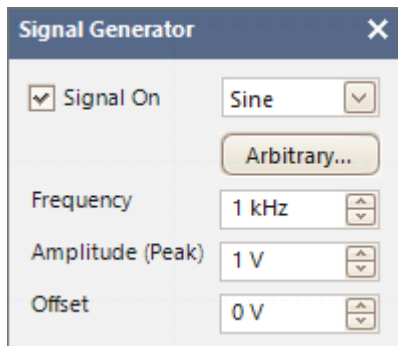 Signal Generator
Signal On Sine
Arbitrary...
Frequency 1 kHz
Amplitude (Peak) 1 V
Offset 0 V